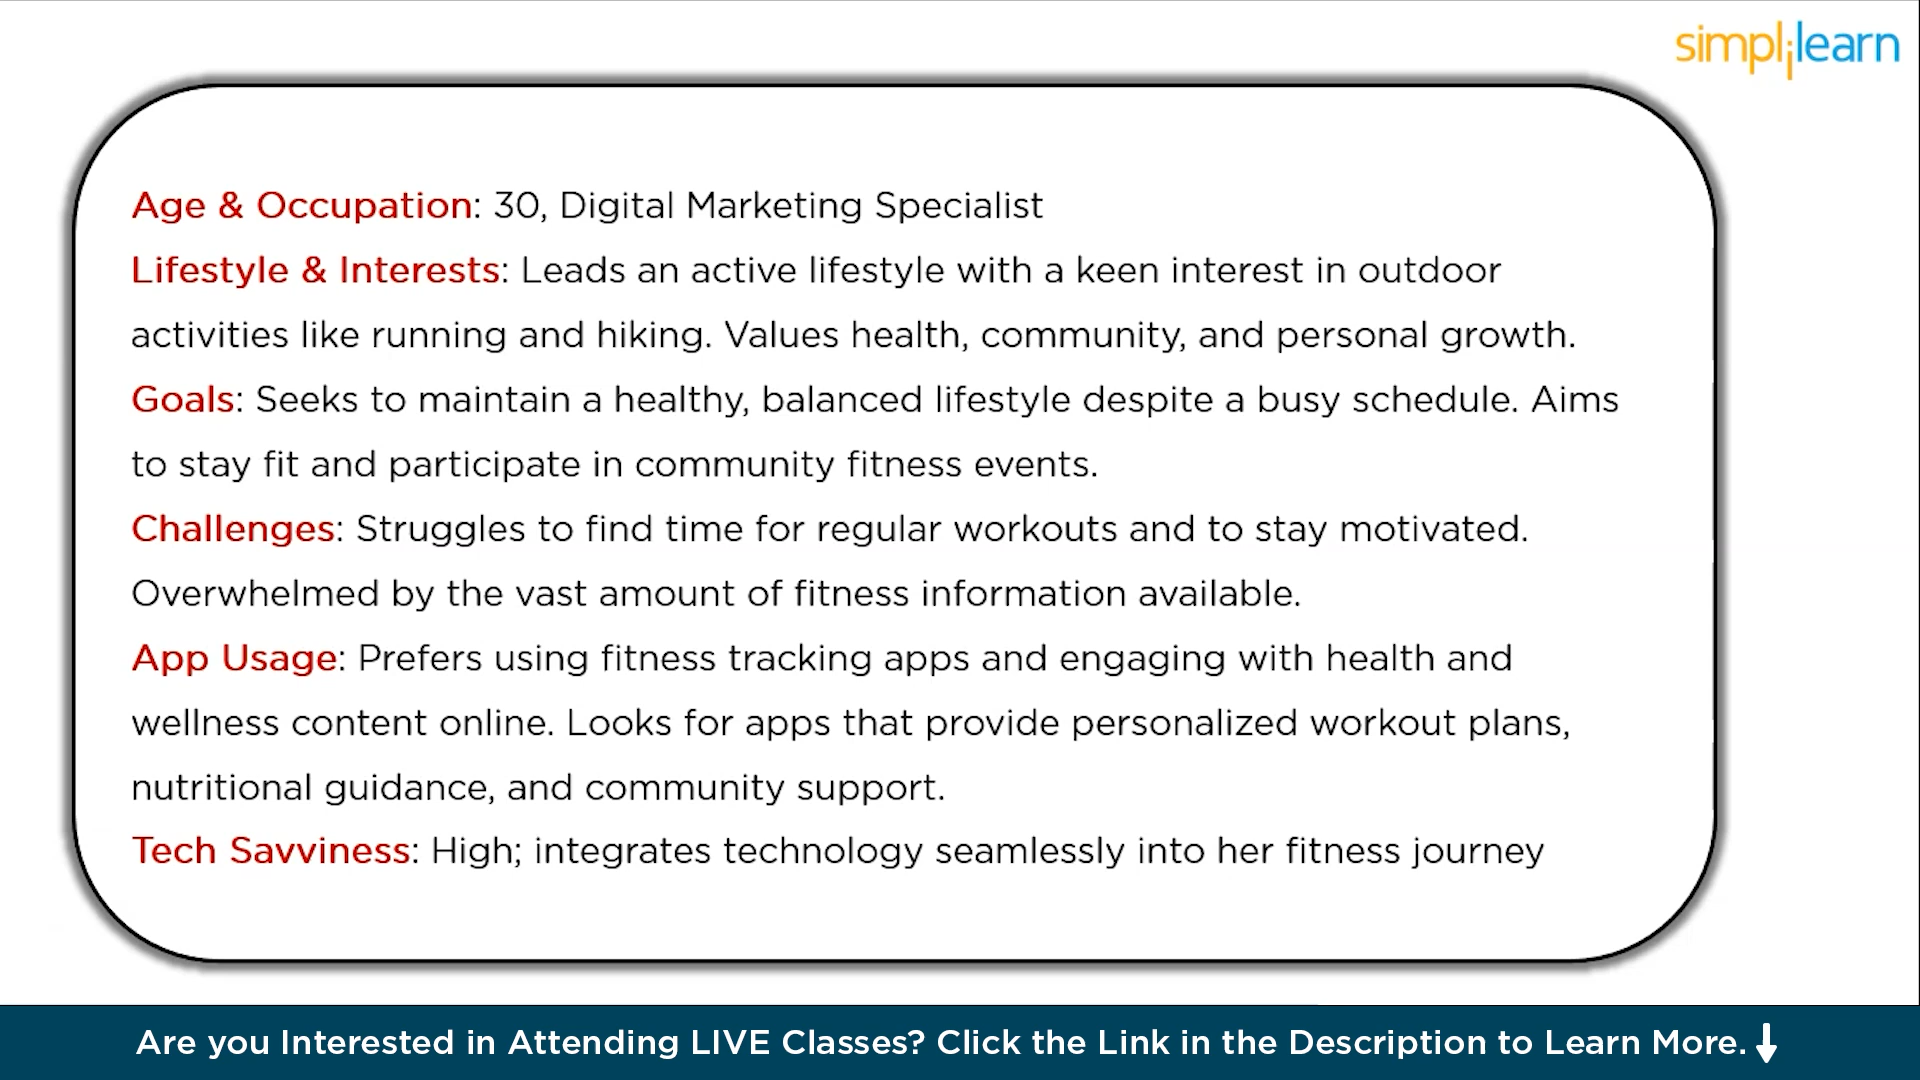 simplilearn
Age & Occupation: 30, Digital Marketing Specialist
Lifestyle & Interests: Leads an active lifestyle with a keen interest in outdoor
activities like running and hiking. Values health, community, and personal growth.
Goals: Seeks to maintain a healthy, balanced lifestyle despite a busy schedule. Aims
to stay fit and participate in community fitness events.
Challenges: Struggles to find time for regular workouts and to stay motivated.
Overwhelmed by the vast amount of fitness information available.
App Usage: Prefers using fitness tracking apps and engaging with health and
wellness content online. Looks for apps that provide personalized workout plans,
nutritional guidance, and community support.
Tech Savviness: High; integrates technology seamlessly into her fitness journey
Are you Interested in Attending LIVE Classes? Click the Link in the Description to Learn More.